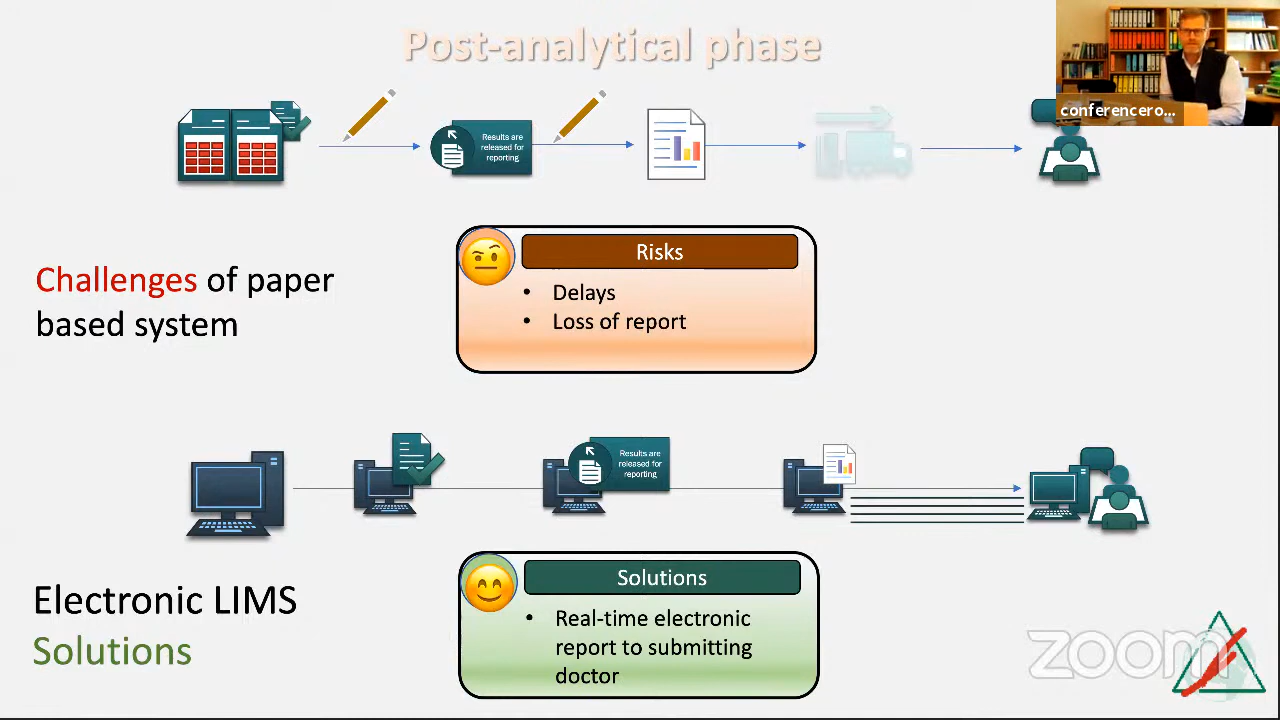 Post-analytical phase
conferencero...
Results are
released for
reporting
Risks
Challenges of paper
based system
• Delays
• Loss of report
Results are
released for
reporting
Solutions
Electronic LIMS
Solutions
• Real-time electronic
report to submitting
doctor
zoom